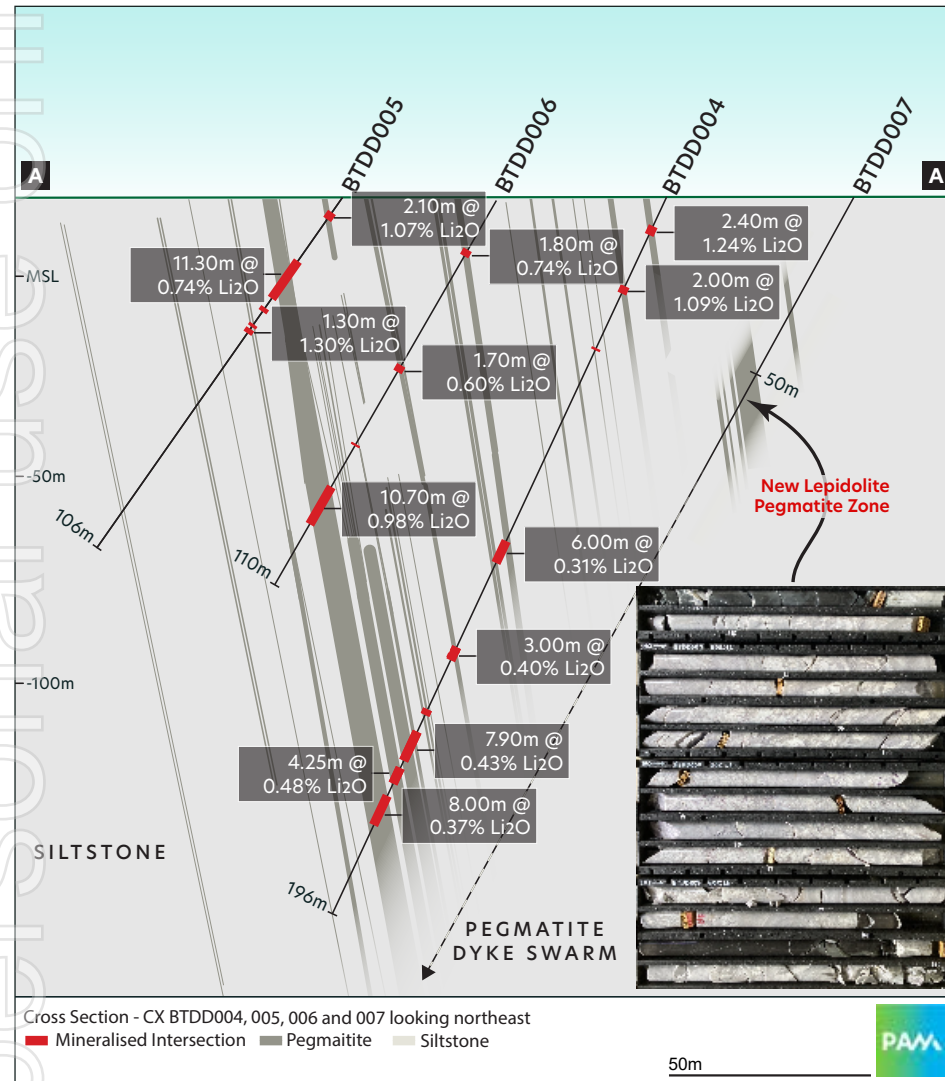 BTDD005
BTDD006
BTDD004
BTDD007
A
A
2.10m @
1.07% Li2O
2.40m @
1.24% Li2O
1.80m @
0.74% Li2O
11.30m @
0.74% Li2O
2.00m @
1.09% Li2O
MSL
1.30m @
1.30% Li2O
1.70m @
0.60% Li2O
50m
-50m
10.70m @
0.98% Li2O
New Lepidolite
Pegmatite Zone
106m
110m
6.00m @
0.31% Li2O
3.00m @
0.40% Li2O
-100m
7.90m @
0.43% Li2O
4.25m @
0.48% Li2O
8.00m @
0.37% Li2O
SILTSTONE
196m
PEGMATITE
DYKE SWARM
Cross Section - CX BTDD004, 005, 006 and 007 looking northeast
Mineralised Intersection
Pegmaitite
Siltstone
50m
PAM